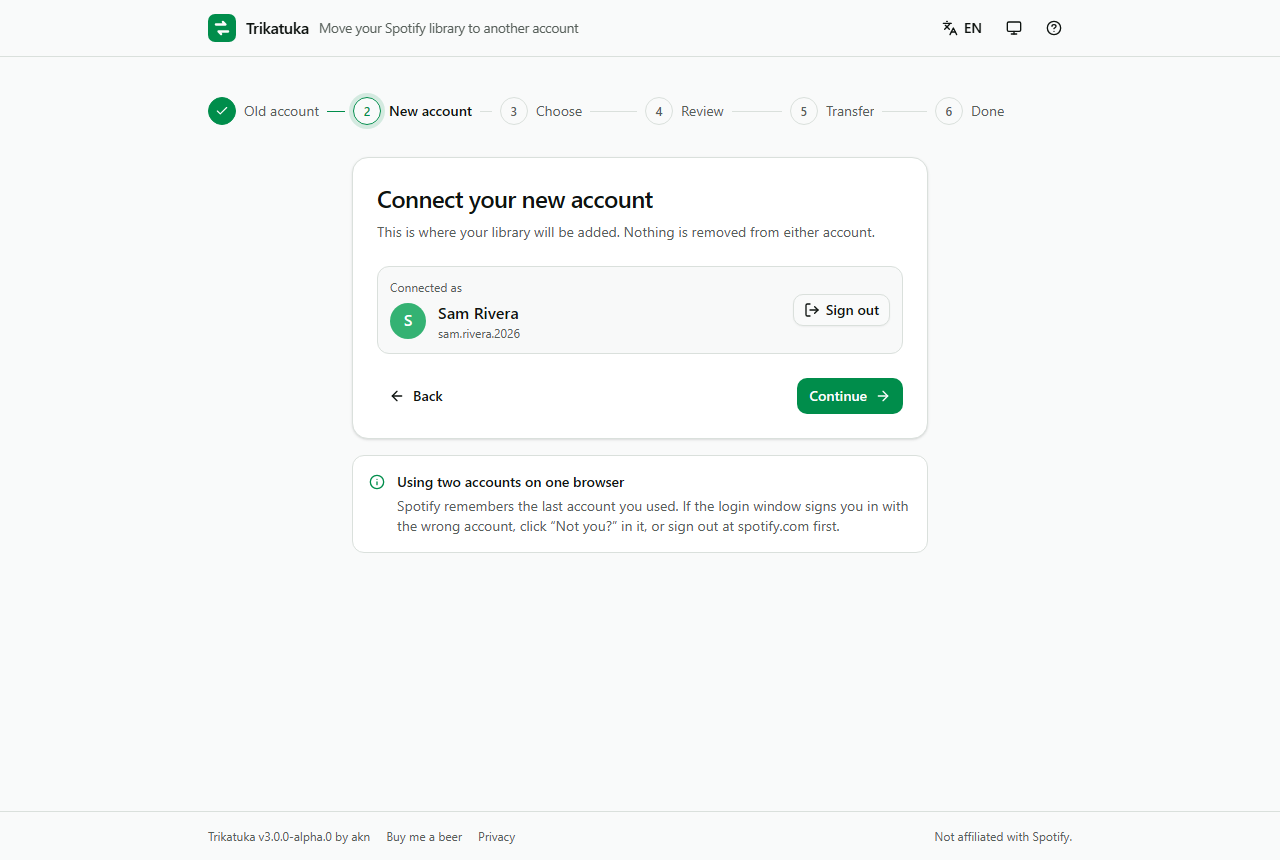 Trikatuka Move your Spotify library to another account EN
Old account 2 New account 3 Choose 4 Review 5 Transfer 6 Done
Connect your new account
This is where your library will be added. Nothing is removed from either account.
Connected as
S Sam Rivera
sam.rivera.2026
Sign out
Back Continue
Using two accounts on one browser
Spotify remembers the last account you used. If the login window signs you in with
the wrong account, click “Not you?” in it, or sign out at spotify.com first.
Trikatuka v3.0.0-alpha.0 by akn Buy me a beer Privacy Not affiliated with Spotify.